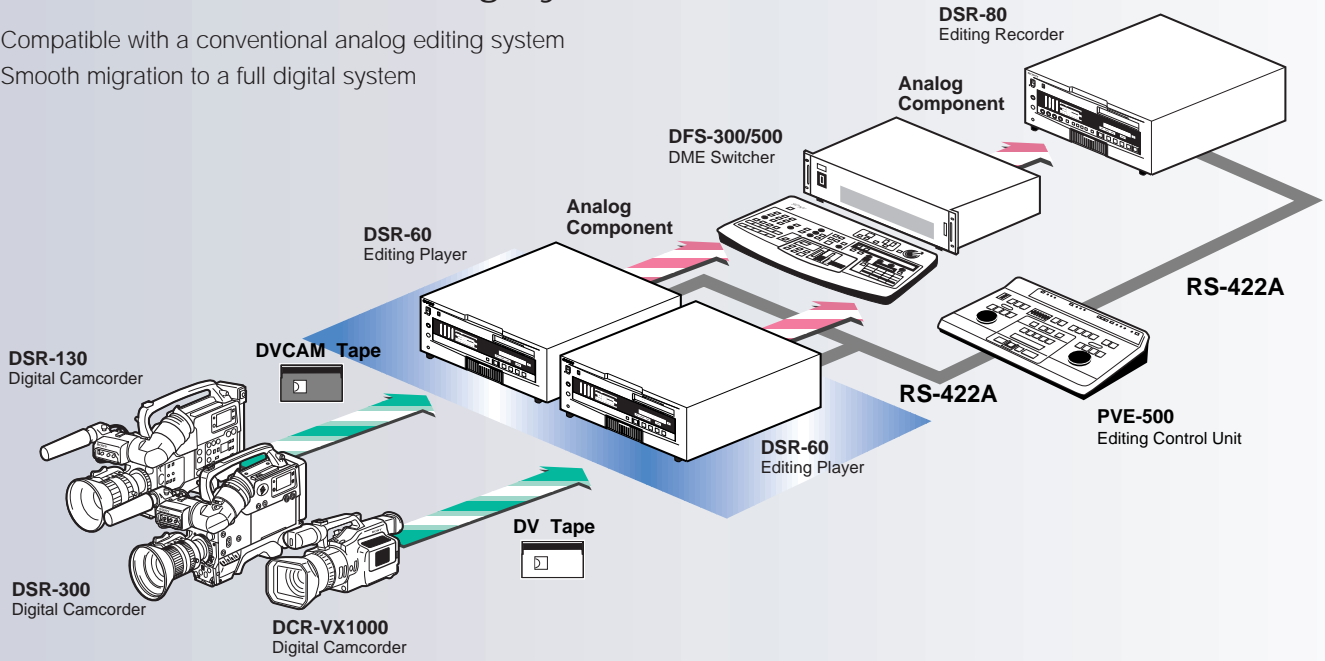 Compatible with a conventional analog editing system
Smooth migration to a full digital system
DSR-80
Editing Recorder
Analog
Component
DFS-300/500
DME Switcher
Analog
Component
DSR-60
Editing Player
RS-422A
DSR-130
Digital Camcorder
DVCAM Tape
RS-422A
PVE-500
Editing Control Unit
DSR-60
Editing Player
DV Tape
DSR-300
Digital Camcorder
DCR-VX1000
Digital Camcorder